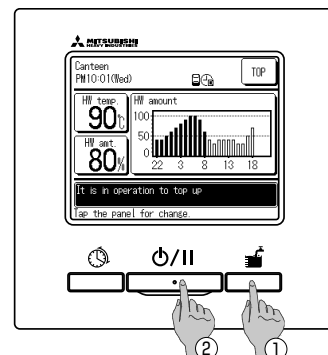 MITSUBISHI
HEAVY INDUSTRIES
Canteen
PM10:01(Wed)
TOP
HW temp.
90℃
HW amt.
80%
HW amount
100
50
0
22 3 8 13 18
It is in operation to top up
Tap the panel for change.
②
①